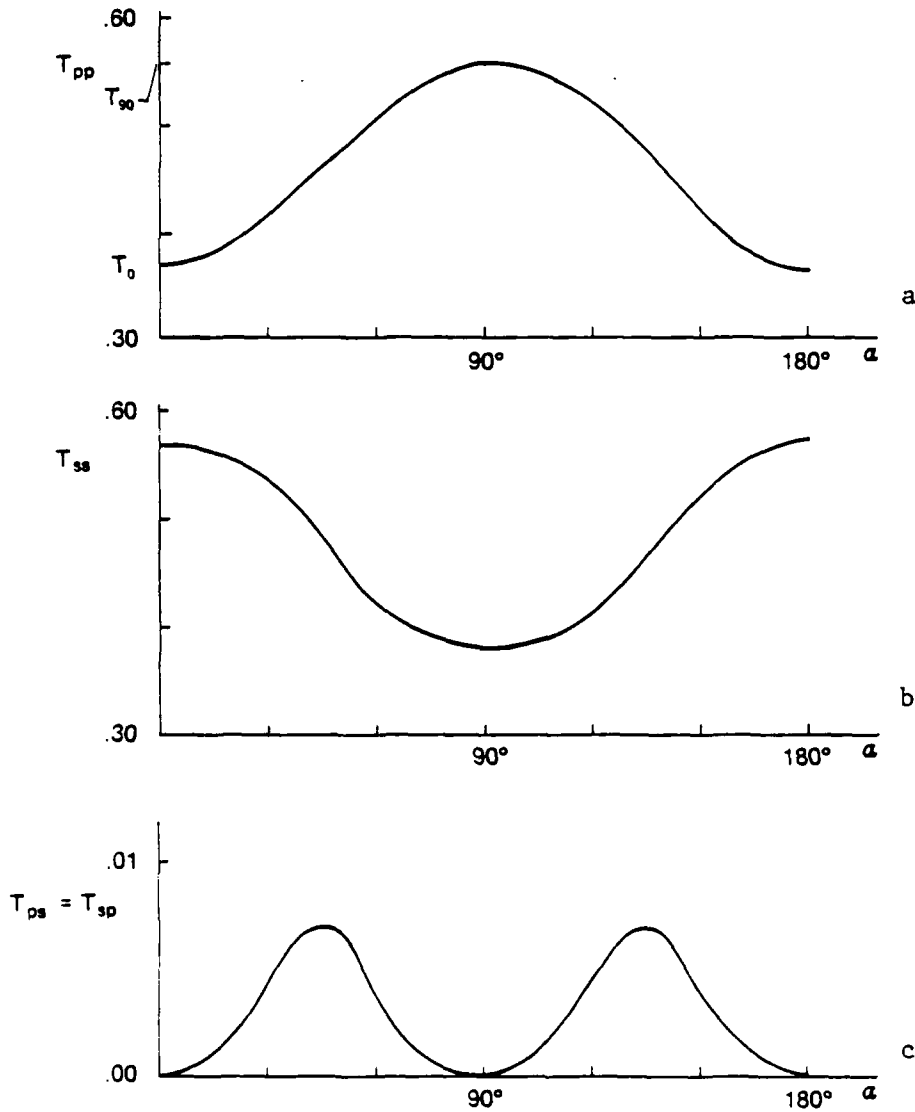 .60
T_pp
T_90
T_0
a
.30
90° 180° α
.60
T_ss
b
.30
90° 180° α
.01
T_ps = T_sp
c
.00
90° 180° α